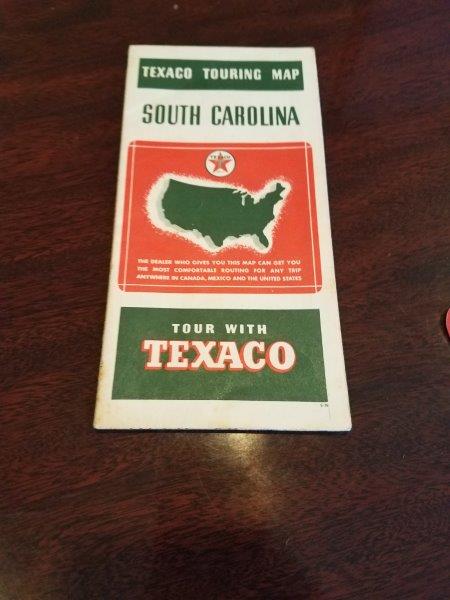 TEXACO TOURING MAP
SOUTH CAROLINA
TEXACO
THE DEALER WHO GIVES YOU THIS MAP CAN GET YOU
THE MOST COMFORTABLE ROUTING FOR ANY TRIP
ANYWHERE IN CANADA, MEXICO AND THE UNITED STATES
TOUR WITH
TEXACO